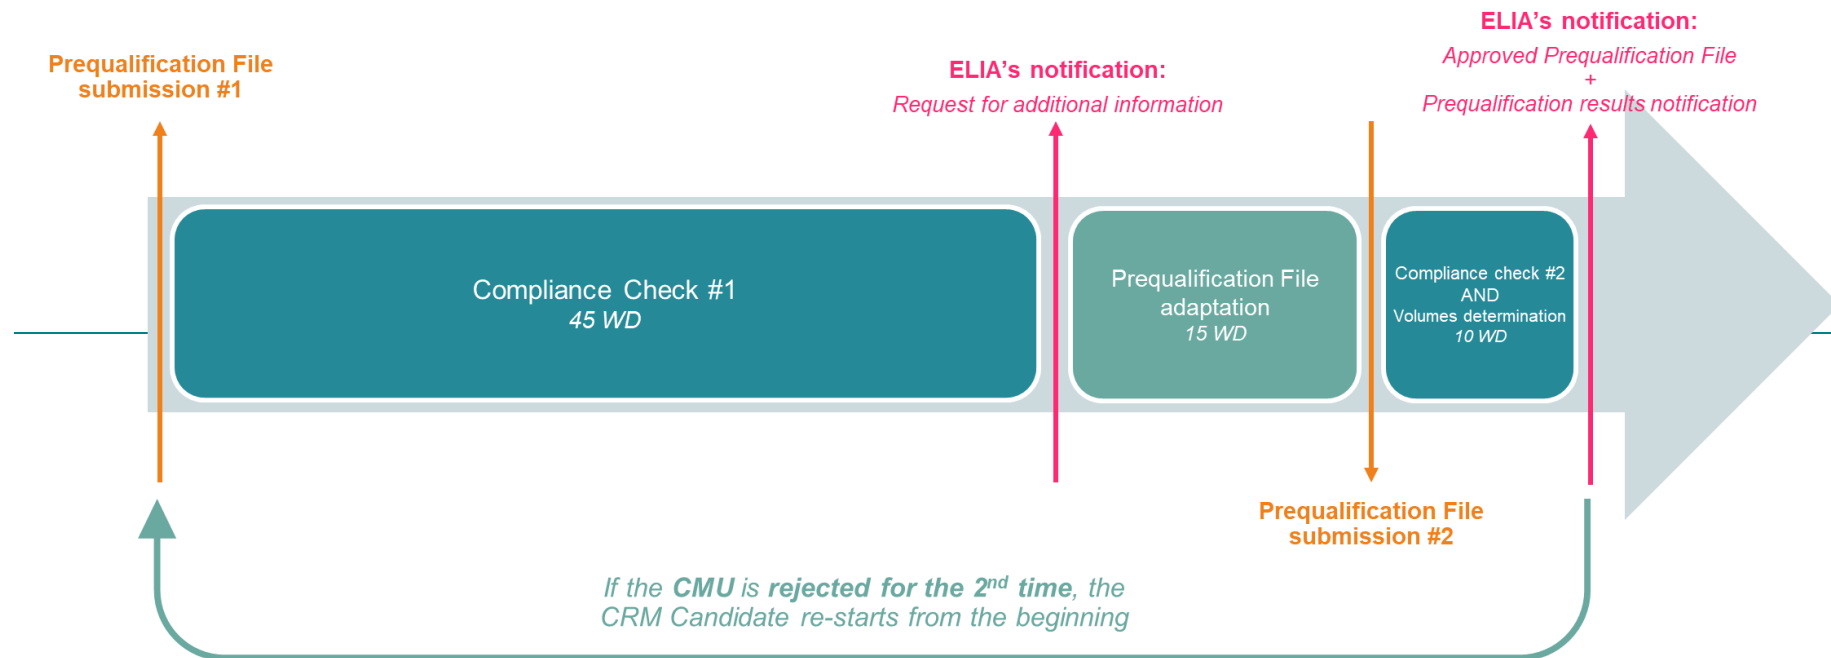 Prequalification File
submission #1
ELIA's notification:
Request for additional information
ELIA's notification:
Approved Prequalification File
+
Prequalification results notification
Compliance Check #1
45 WD
Prequalification File
adaptation
15 WD
Compliance check #2
AND
Volumes determination
10 WD
Prequalification File
submission #2
If the CMU is rejected for the 2nd time, the
CRM Candidate re-starts from the beginning